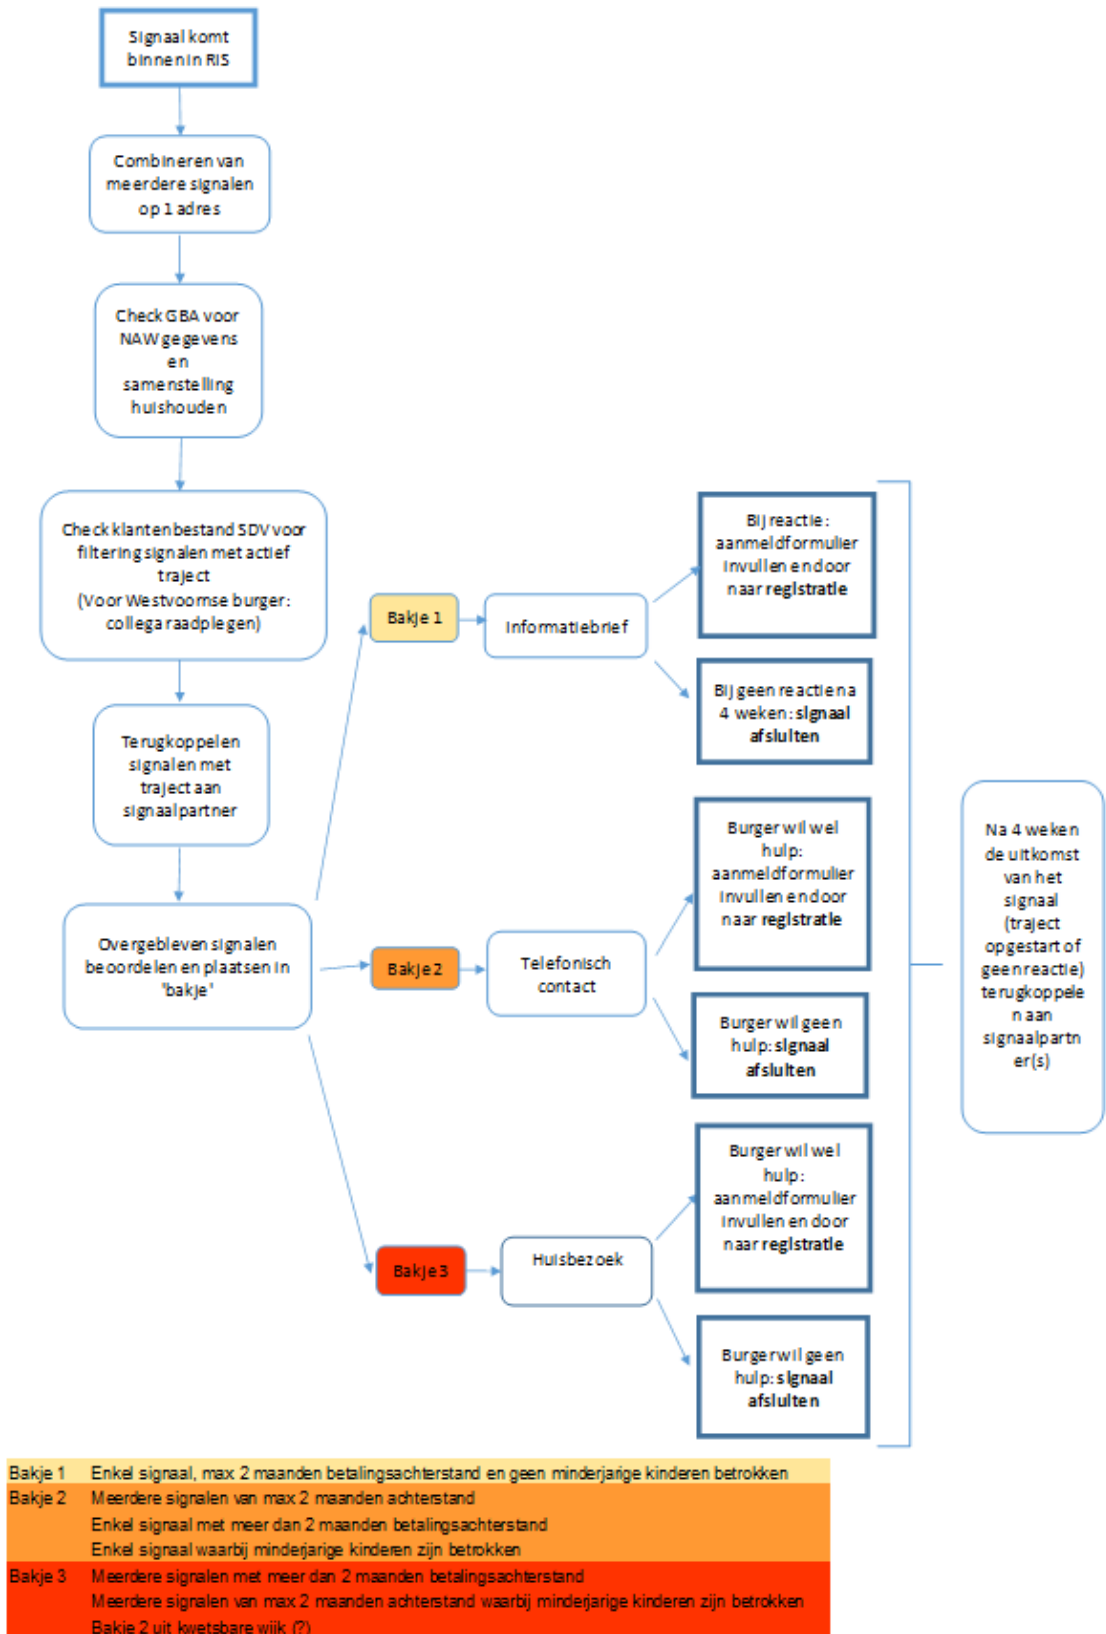 Signaal komt
binnen in RIS
Combineren van
meerdere signalen
op 1 adres
Check GBA voor
NAW gegevens
en
samenstelling
huishouden
Check klantenbestand SDV voor
filtering signalen met actief
traject
(Voor Westvoornse burger:
collega raadplegen)
Terugkoppelen
signalen met
traject aan
signaalpartner
Overgebleven signalen
beoordelen en plaatsen in
'bakje'
Bakje 1
Informatiebrief
Bij reactie:
aanmeldformulier
invullen en door
naar registratie
Bij geen reactie na
4 weken: signaal
afsluiten
Bakje 2
Telefonisch
contact
Burger wil wel
hulp:
aanmeldformulier
invullen en door
naar registratie
Burger wil geen
hulp: signaal
afsluiten
Bakje 3
Huisbezoek
Burger wil wel
hulp:
aanmeldformulier
invullen en door
naar registratie
Burger wil geen
hulp: signaal
afsluiten
Na 4 weken
de uitkomst
van het
signaal
(traject
opgestart of
geen reactie)
terugkoppele
n aan
signaalpartn
er(s)
Bakje 1 Enkel signaal, max 2 maanden betalingsachterstand en geen minderjarige kinderen betrokken
Bakje 2 Meerdere signalen van max 2 maanden achterstand
Enkel signaal met meer dan 2 maanden betalingsachterstand
Enkel signaal waarbij minderjarige kinderen zijn betrokken
Bakje 3 Meerdere signalen met meer dan 2 maanden betalingsachterstand
Meerdere signalen van max 2 maanden achterstand waarbij minderjarige kinderen zijn betrokken
Bakje 2 uit kwetsbare wijk (?)